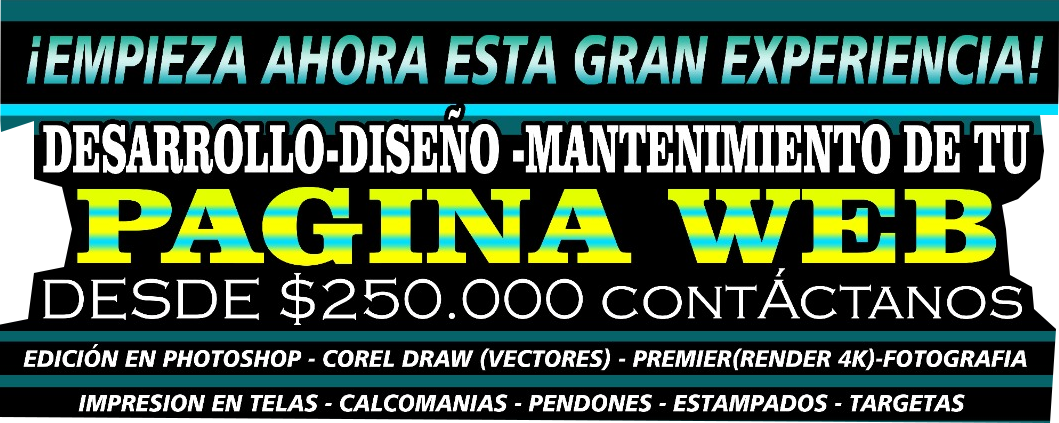 ¡EMPIEZA AHORA ESTA GRAN EXPERIENCIA!
DESARROLLO-DISEÑO -MANTENIMIENTO DE TU
PAGINA WEB
DESDE $250.000 CONTÁCTANOS
EDICIÓN EN PHOTOSHOP - COREL DRAW (VECTORES) - PREMIER(RENDER 4K)-FOTOGRAFIA
IMPRESION EN TELAS - CALCOMANIAS - PENDONES - ESTAMPADOS - TARGETAS